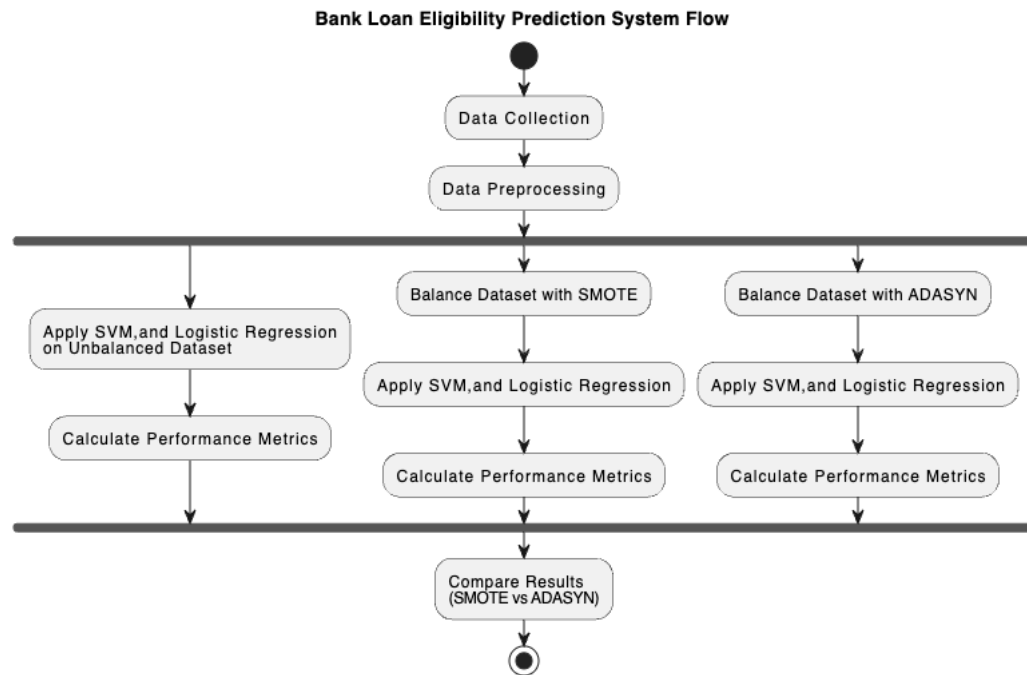 Bank Loan Eligibility Prediction System Flow
Data Collection
Data Preprocessing
Apply SVM,and Logistic Regression
on Unbalanced Dataset
Calculate Performance Metrics
Balance Dataset with SMOTE
Apply SVM,and Logistic Regression
Calculate Performance Metrics
Balance Dataset with ADASYN
Apply SVM,and Logistic Regression
Calculate Performance Metrics
Compare Results
(SMOTE vs ADASYN)